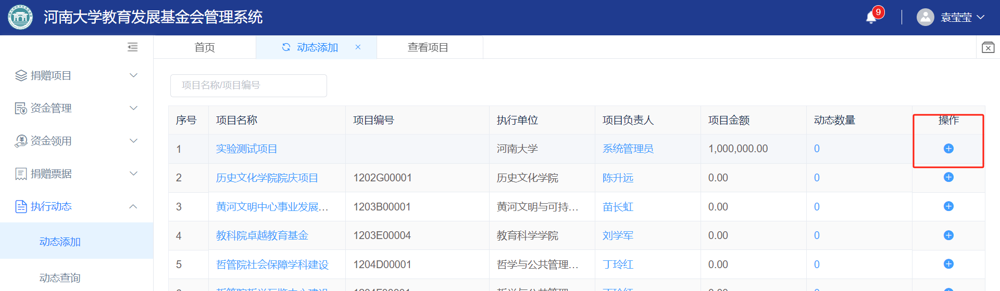 河南大学教育发展基金会管理系统
9
袁莹莹
首页 动态添加 × 查看项目
捐赠项目
资金管理
资金领用
捐赠票据
执行动态
动态添加
动态查询
项目名称/项目编号
序号 项目名称 项目编号 执行单位 项目负责人 项目金额 动态数量 操作
1 实验测试项目 河南大学 系统管理员 1,000,000.00 0
2 历史文化学院院庆项目 1202G00001 历史文化学院 陈升远 0.00 0
3 黄河文明中心事业发展... 1203B00001 黄河文明与可持... 苗长虹 0.00 0
4 教科院卓越教育基金 1203E00004 教育科学学院 刘学军 0.00 0
5 哲管院社会保障学科建设 1204D00001 哲学与公共管理... 丁玲红 0.00 0